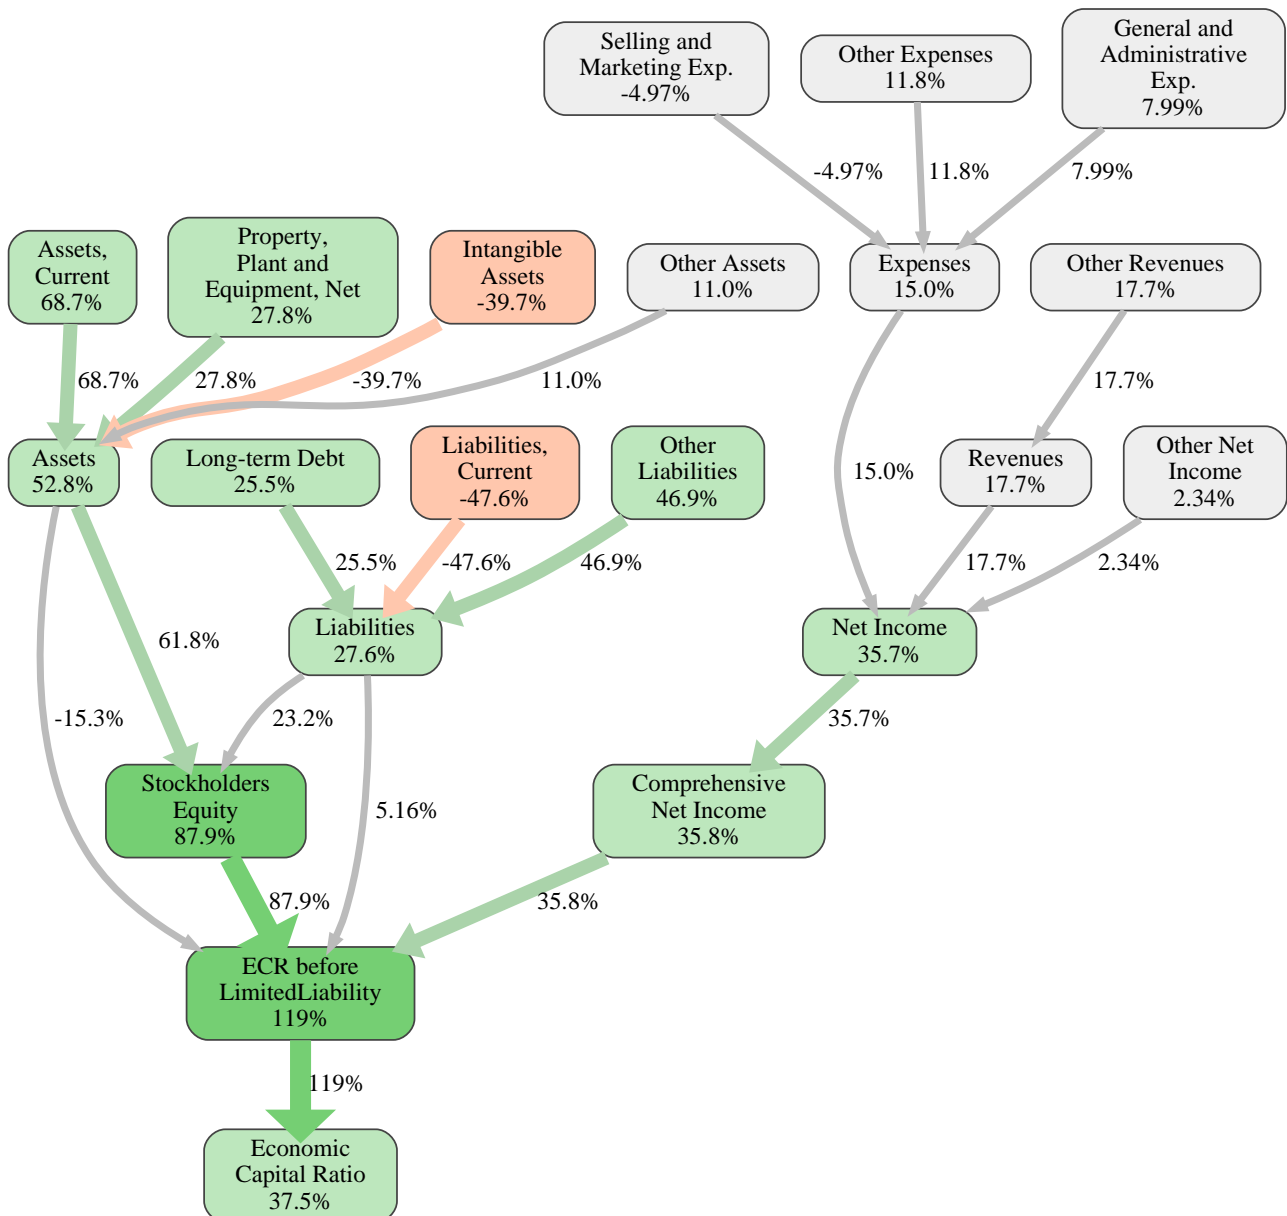 Selling and
Marketing Exp.
-4.97%
Other Expenses
11.8%
General and
Administrative
Exp.
7.99%
-4.97%
11.8%
7.99%
Assets,
Current
68.7%
Property,
Plant and
Equipment, Net
27.8%
Intangible
Assets
-39.7%
Other Assets
11.0%
Expenses
15.0%
Other Revenues
17.7%
68.7%
27.8%
-39.7%
11.0%
17.7%
Assets
52.8%
Long-term Debt
25.5%
Liabilities,
Current
-47.6%
Other
Liabilities
46.9%
15.0%
Revenues
17.7%
Other Net
Income
2.34%
25.5%
-47.6%
46.9%
17.7%
2.34%
61.8%
Liabilities
27.6%
Net Income
35.7%
-15.3%
23.2%
35.7%
Stockholders
Equity
87.9%
5.16%
Comprehensive
Net Income
35.8%
87.9%
35.8%
ECR before
LimitedLiability
119%
119%
Economic
Capital Ratio
37.5%